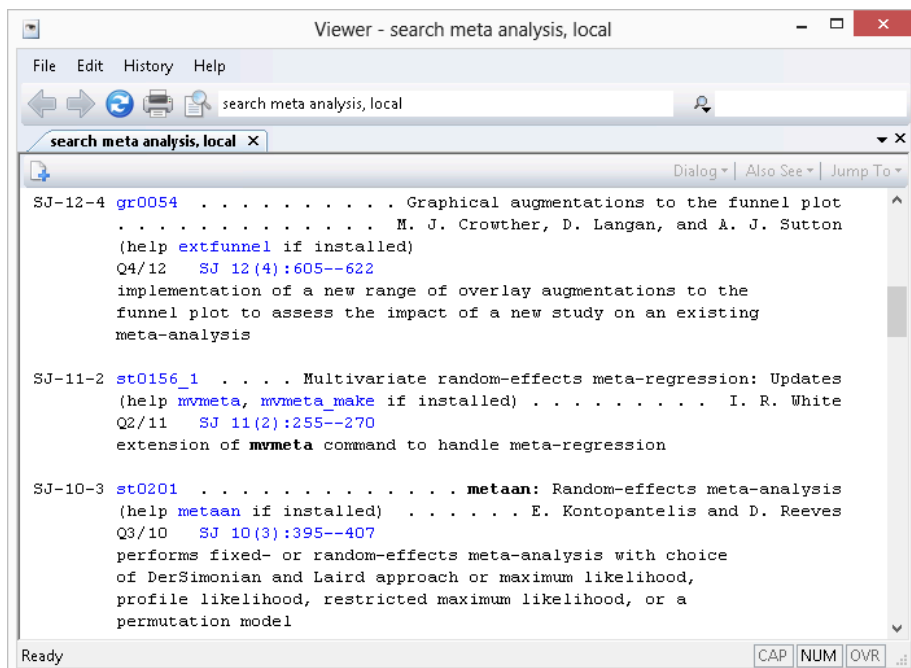 Viewer - search meta analysis, local
File Edit History Help
search meta analysis, local
search meta analysis, local
Dialog Also See Jump To
SJ-12-4 gr0054 . . . . . . . . . . Graphical augmentations to the funnel plot
. . . . . . . . . . . . . M. J. Crowther, D. Langan, and A. J. Sutton
(help extfunnel if installed)
Q4/12 SJ 12(4):605--622
implementation of a new range of overlay augmentations to the
funnel plot to assess the impact of a new study on an existing
meta-analysis
SJ-11-2 st0156_1 . . . . Multivariate random-effects meta-regression: Updates
(help mvmeta, mvmeta_make if installed) . . . . . . . . . I. R. White
Q2/11 SJ 11(2):255--270
extension of mvmeta command to handle meta-regression
SJ-10-3 st0201 . . . . . . . . . . . . . metaan: Random-effects meta-analysis
(help metaan if installed) . . . . . . E. Kontopantelis and D. Reeves
Q3/10 SJ 10(3):395--407
performs fixed- or random-effects meta-analysis with choice
of DerSimonian and Laird approach or maximum likelihood,
profile likelihood, restricted maximum likelihood, or a
permutation model
Ready CAP NUM OVR